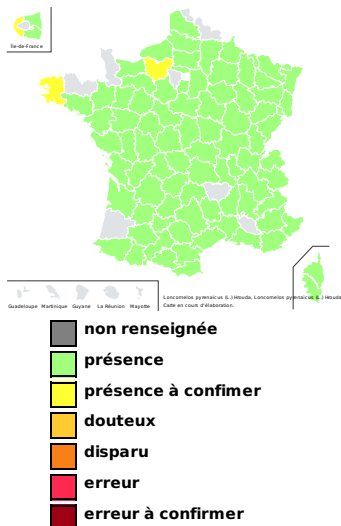 Île-de-France
Guadeloupe Martinique Guyane La Réunion Mayotte
Loncomelos pyrenaicus (L.) Hrouda, Loncomelos pyrenaicus (L.) Hrouda
Carte en cours d'élaboration.
non renseignée
présence
présence à confimer
douteux
disparu
erreur
erreur à confirmer